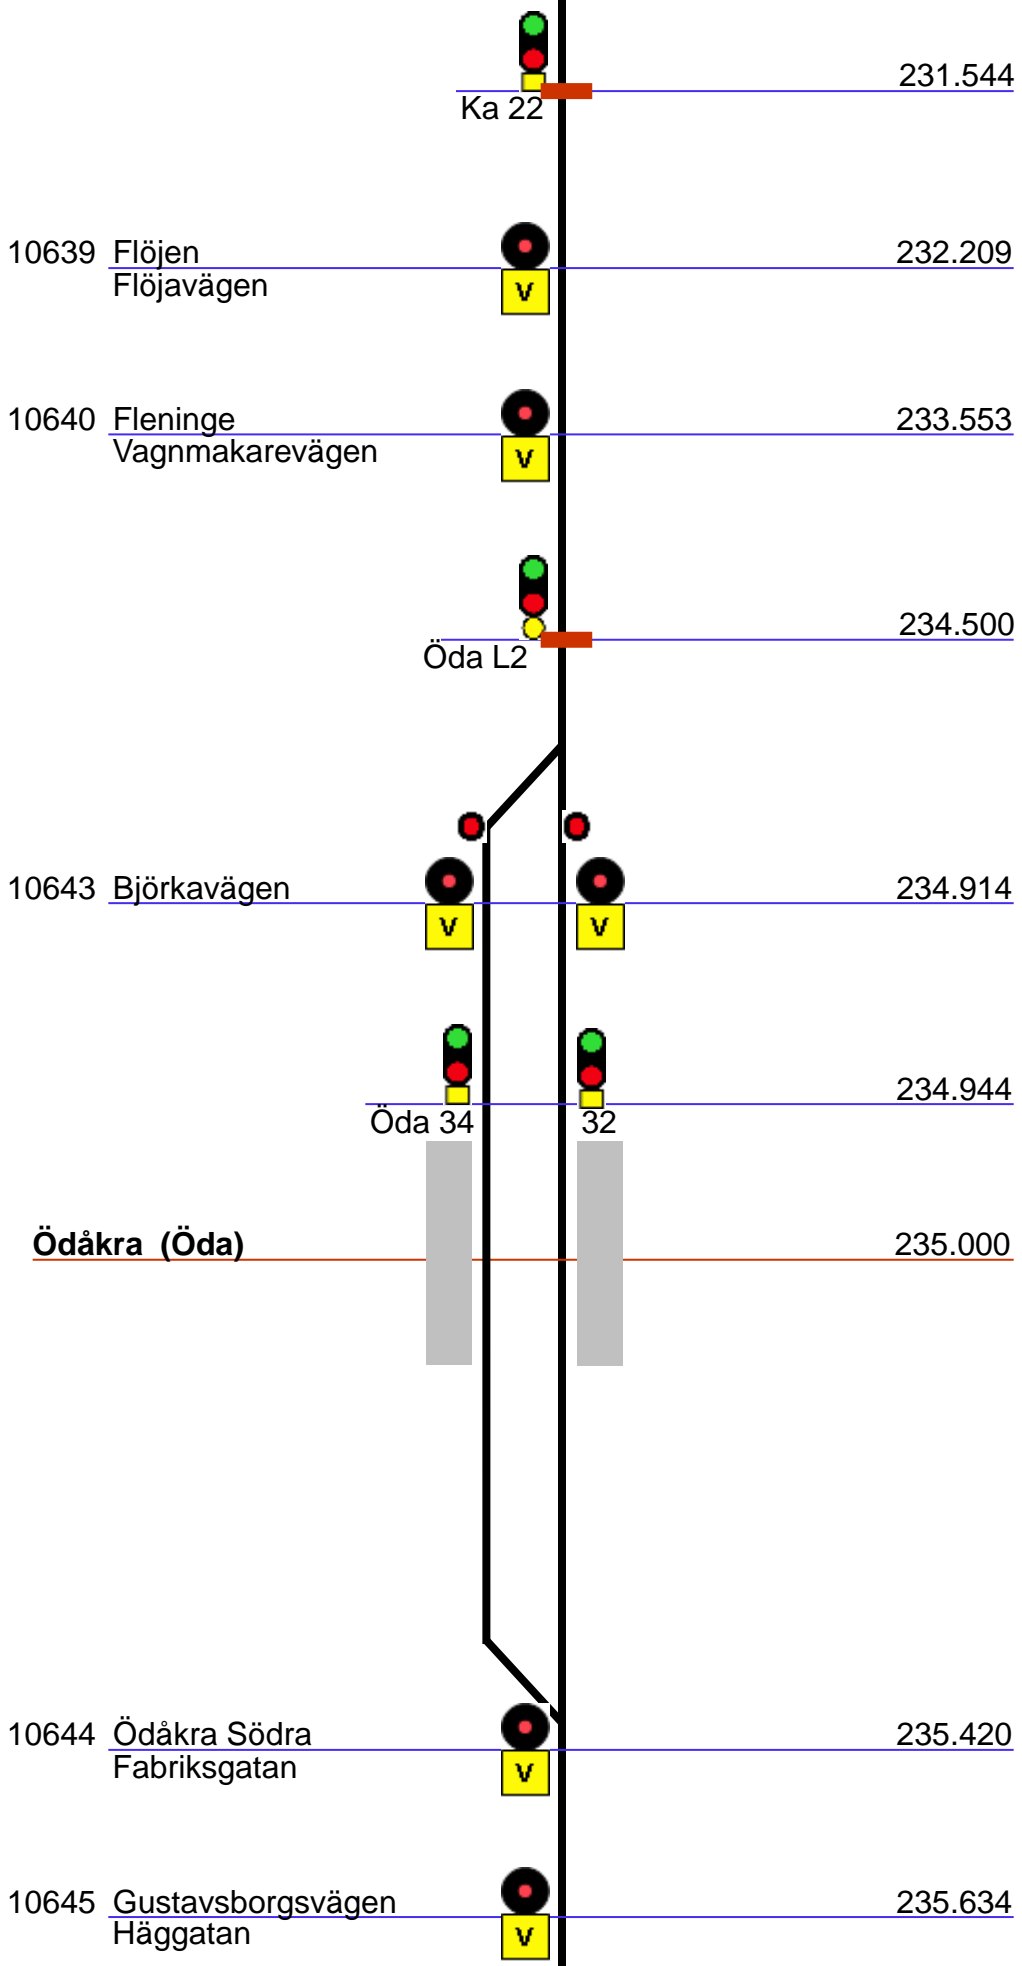 231.544
Ka 22
10639 Flöjen 232.209
Flöjavägen
V
10640 Fleninge 233.553
Vagnmakarevägen
V
234.500
Öda L2
10643 Björkavägen 234.914
V V
234.944
Öda 34 32
Ödåkra (Öda) 235.000
10644 Ödåkra Södra 235.420
Fabriksgatan
V
10645 Gustavsborgsvägen 235.634
Häggatan
V